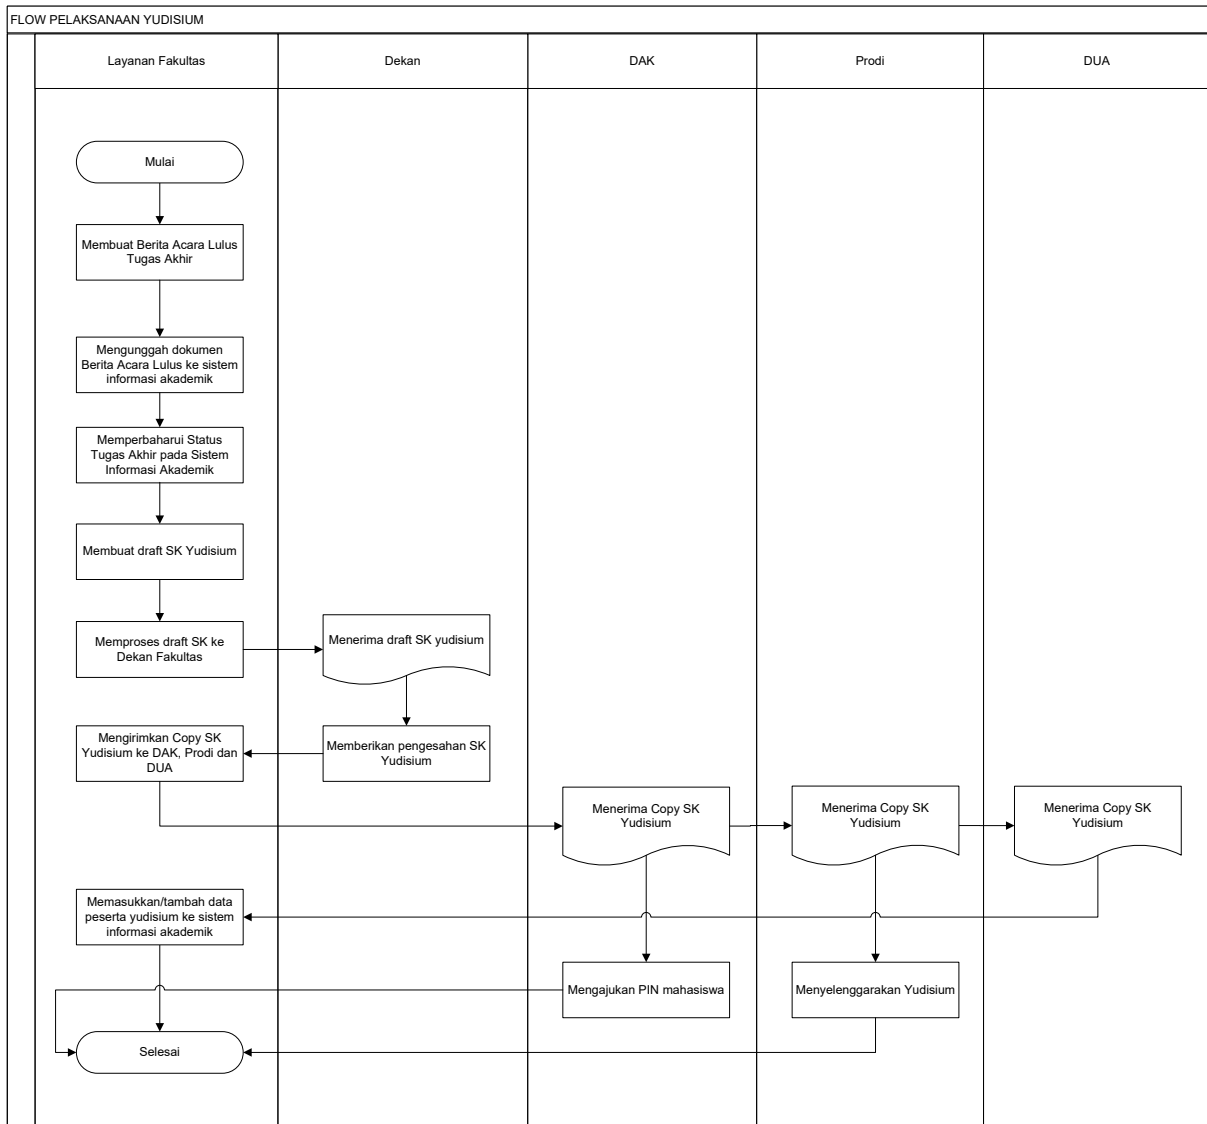 FLOW PELAKSANAAN YUDISIUM
Layanan Fakultas
Dekan
DAK
Prodi
DUA
Mulai
Membuat Berita Acara Lulus
Tugas Akhir
Mengunggah dokumen
Berita Acara Lulus ke sistem
informasi akademik
Memperbaharui Status
Tugas Akhir pada Sistem
Informasi Akademik
Membuat draft SK Yudisium
Memproses draft SK ke
Dekan Fakultas
Menerima draft SK yudisium
Mengirimkan Copy SK
Yudisium ke DAK, Prodi dan
DUA
Memberikan pengesahan SK
Yudisium
Menerima Copy SK
Yudisium
Menerima Copy SK
Yudisium
Menerima Copy SK
Yudisium
Memasukkan/tambah data
peserta yudisium ke sistem
informasi akademik
Mengajukan PIN mahasiswa
Menyelenggarakan Yudisium
Selesai